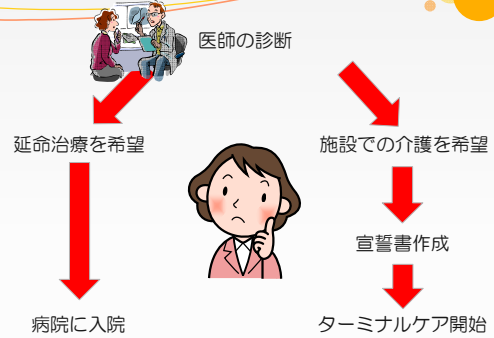 医師の診断
延命治療を希望
施設での介護を希望
宣誓書作成
病院に入院
ターミナルケア開始